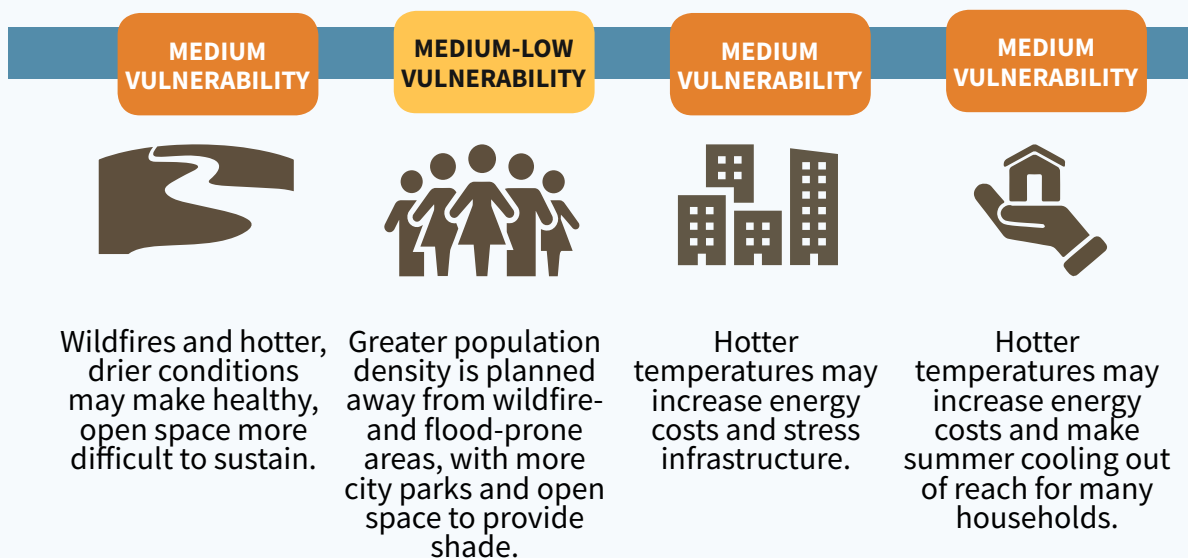 MEDIUM
VULNERABILITY
MEDIUM-LOW
VULNERABILITY
MEDIUM
VULNERABILITY
MEDIUM
VULNERABILITY
Wildfires and hotter,
drier conditions
may make healthy,
open space more
difficult to sustain.
Greater population
density is planned
away from wildfire-
and flood-prone
areas, with more
city parks and open
space to provide
shade.
Hotter
temperatures may
increase energy
costs and stress
infrastructure.
Hotter
temperatures may
increase energy
costs and make
summer cooling out
of reach for many
households.